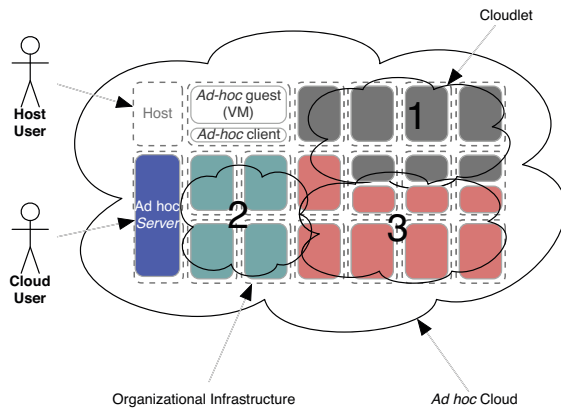 Cloudlet
Host
User
Host
Ad-hoc guest
(VM)
Ad-hoc client
1
Ad hoc
Server
2
3
Cloud
User
Organizational Infrastructure
Ad hoc Cloud